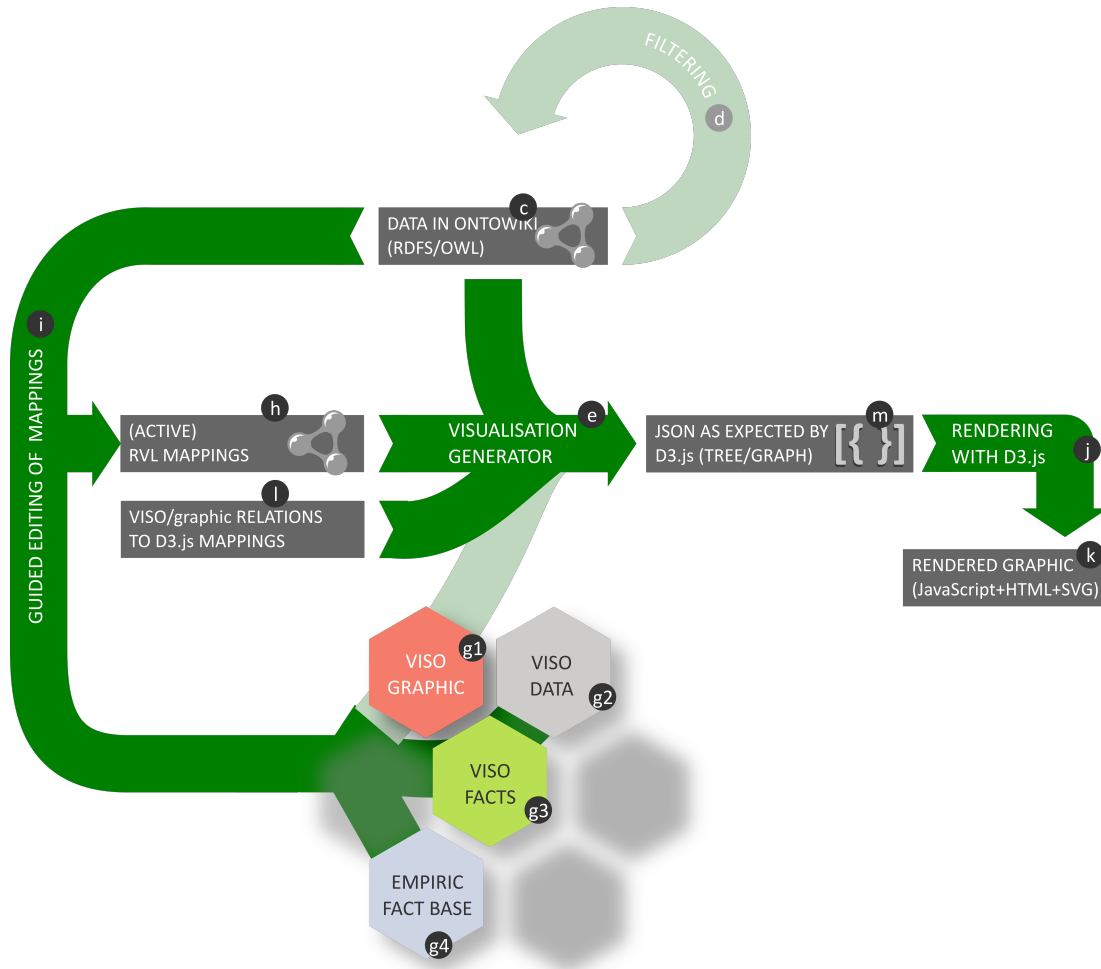 FILTERING
d
c
DATA IN ONTOWIKI
(RDFS/OWL)
i
GUIDED EDITING OF MAPPINGS
h
(ACTIVE)
RVL MAPPINGS
e
VISUALISATION
GENERATOR
m
JSON AS EXPECTED BY
D3.js (TREE/GRAPH)
[{ }]
RENDERING
WITH D3.js
j
l
VISO/graphic RELATIONS
TO D3.js MAPPINGS
k
RENDERED GRAPHIC
(JavaScript+HTML+SVG)
g1
VISO
GRAPHIC
VISO
DATA
g2
VISO
FACTS
g3
EMPIRIC
FACT BASE
g4